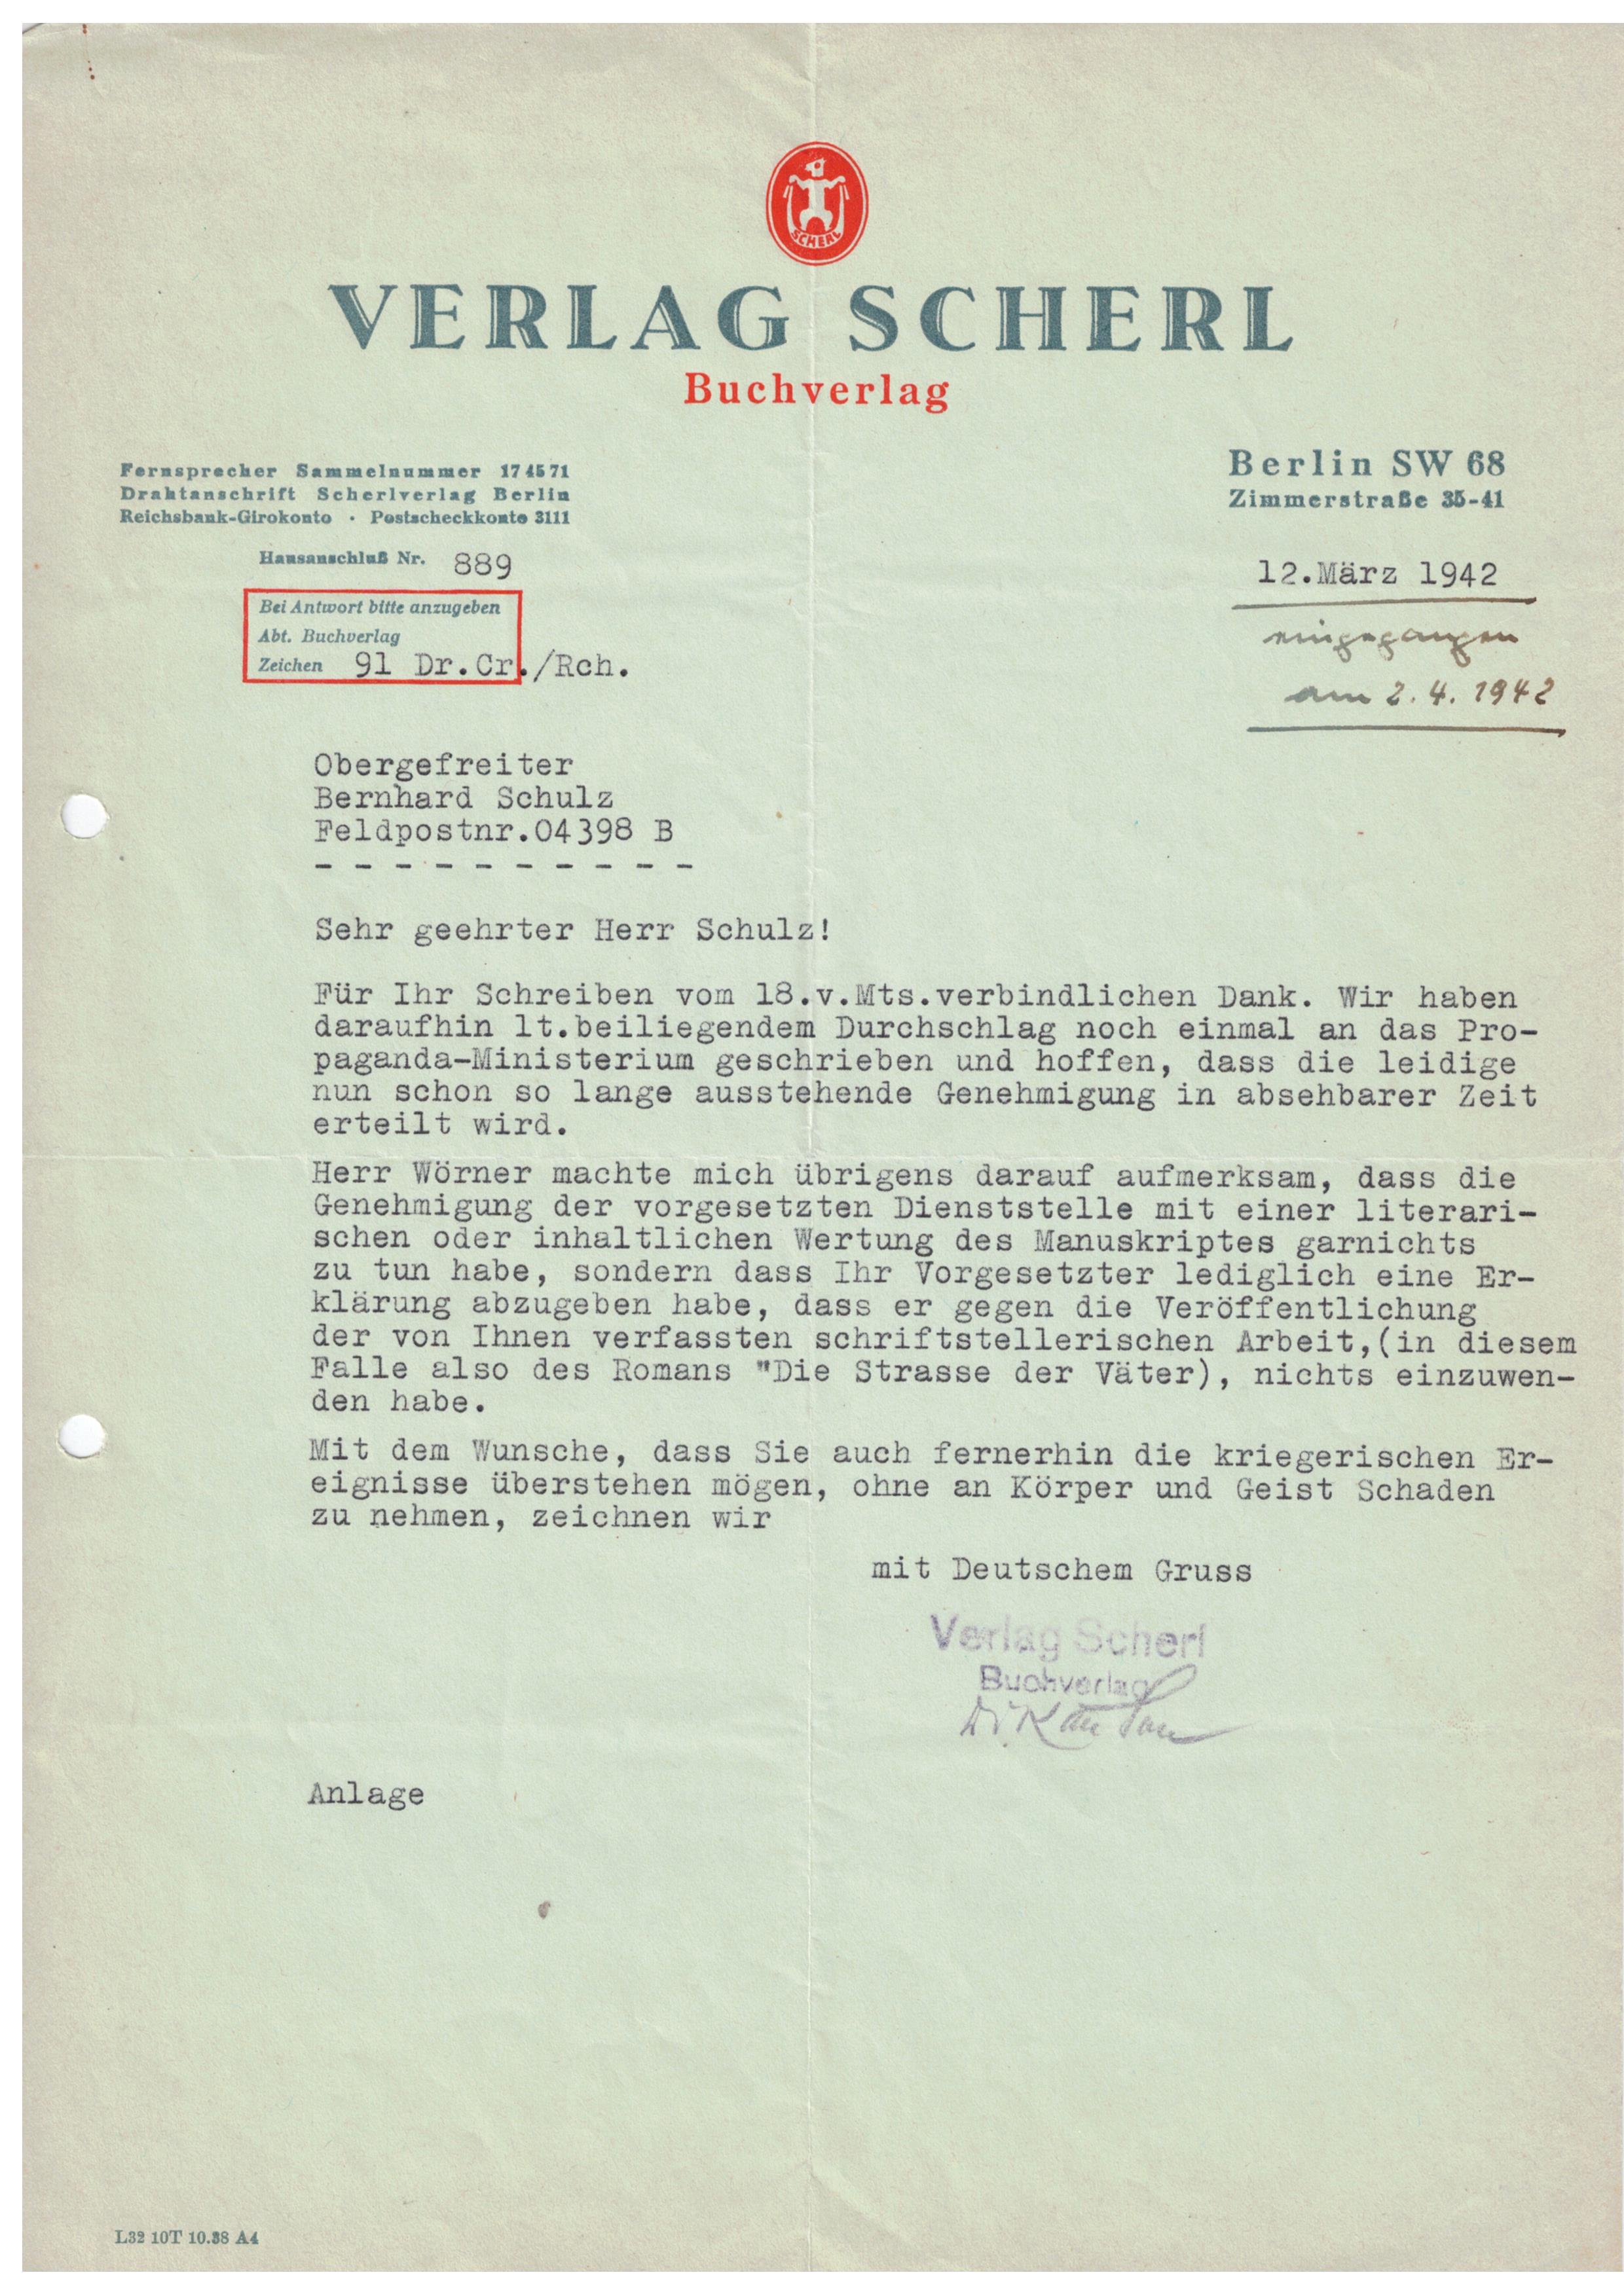 SCHERL
VERLAG SCHERL
Buchverlag
Fernsprecher Sammelnummer 174571
Drahtanschrift Scherlverlag Berlin
Reichsbank-Girokonto · Postscheckkonto 3111
Hausanschluß Nr. 889
Bei Antwort bitte anzugeben
Abt. Buchverlag
Zeichen 91 Dr.Cr./Rch.
Berlin SW 68
Zimmerstraße 35-41
12.März 1942
eingegangen
am 2.4.1942
Obergefreiter
Bernhard Schulz
Feldpostnr.04398 B
- - - - - - - - - -
Sehr geehrter Herr Schulz!
Für Ihr Schreiben vom 18.v.Mts.verbindlichen Dank. Wir haben
daraufhin lt.beiliegendem Durchschlag noch einmal an das Pro-
paganda-Ministerium geschrieben und hoffen, dass die leidige
nun schon so lange ausstehende Genehmigung in absehbarer Zeit
erteilt wird.
Herr Wörner machte mich übrigens darauf aufmerksam, dass die
Genehmigung der vorgesetzten Dienststelle mit einer literari-
schen oder inhaltlichen Wertung des Manuskriptes garnichts
zu tun habe, sondern dass Ihr Vorgesetzter lediglich eine Er-
klärung abzugeben habe, dass er gegen die Veröffentlichung
der von Ihnen verfassten schriftstellerischen Arbeit,(in diesem
Falle also des Romans "Die Strasse der Väter), nichts einzuwen-
den habe.
Mit dem Wunsche, dass Sie auch fernerhin die kriegerischen Er-
eignisse überstehen mögen, ohne an Körper und Geist Schaden
zu nehmen, zeichnen wir
mit Deutschem Gruss
Verlag Scherl
Buchverlag
Anlage
L32 10T 10.38 A4